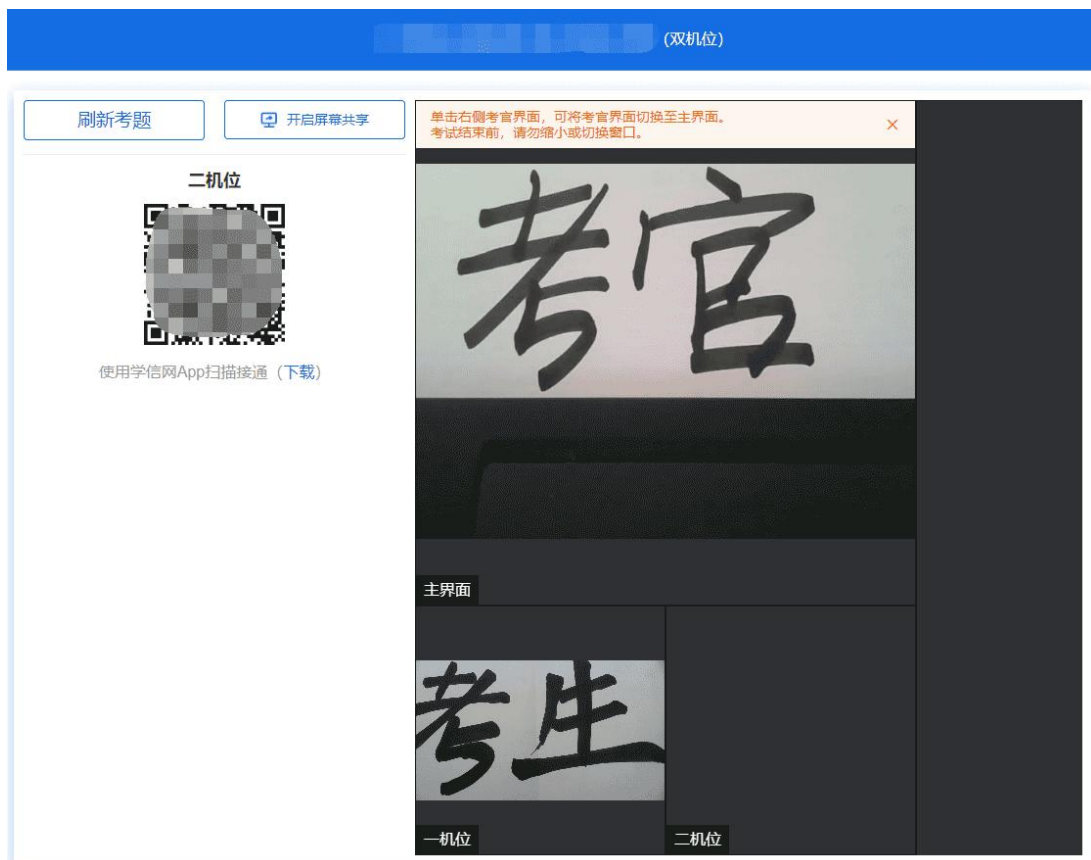 (双机位)
刷新考题
开启屏幕共享
二机位
使用学信网App扫描接通（下载）
单击右侧考官界面，可将考官界面切换至主界面。
考试结束前，请勿缩小或切换窗口。
考官
主界面
考生
一机位
二机位